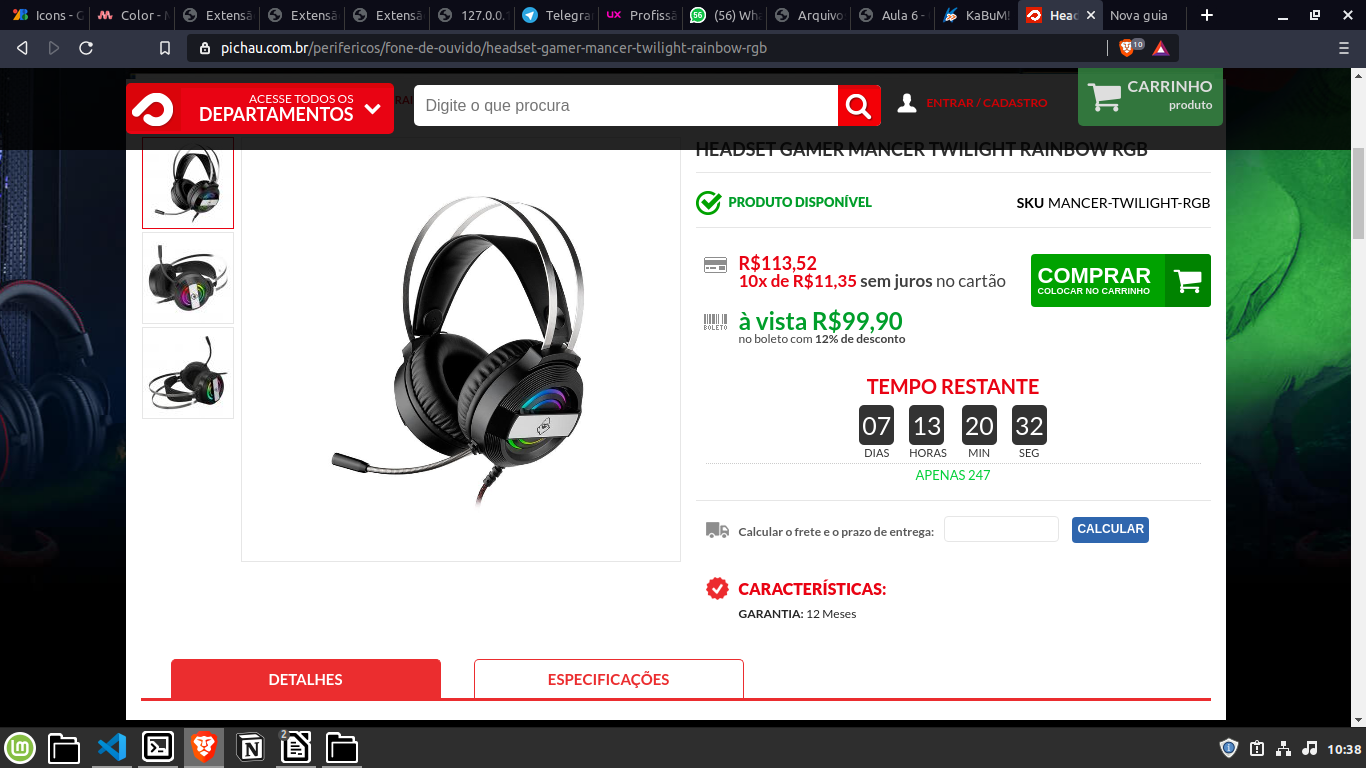 Icons - G
Color - M
Extensã
Extensã
Extensã
127.0.0.1
Telegra
Profissã
(56) Wha
Arquivo
Aula 6 -
KaBuM!
Head
Nova guia
pichau.com.br/perifericos/fone-de-ouvido/headset-gamer-mancer-twilight-rainbow-rgb
10
ACESSE TODOS OS
DEPARTAMENTOS
Digite o que procura
ENTRAR / CADASTRO
CARRINHO
produto
HEADSET GAMER MANCER TWILIGHT RAINBOW RGB
PRODUTO DISPONÍVEL
SKU MANCER-TWILIGHT-RGB
R$113,52
10x de R$11,35 sem juros no cartão
COMPRAR
COLOCAR NO CARRINHO
BOLETO
à vista R$99,90
no boleto com 12% de desconto
TEMPO RESTANTE
07 13 20 32
DIAS HORAS MIN SEG
APENAS 247
Calcular o frete e o prazo de entrega:
CALCULAR
CARACTERÍSTICAS:
GARANTIA: 12 Meses
DETALHES
ESPECIFICAÇÕES
2
10:38